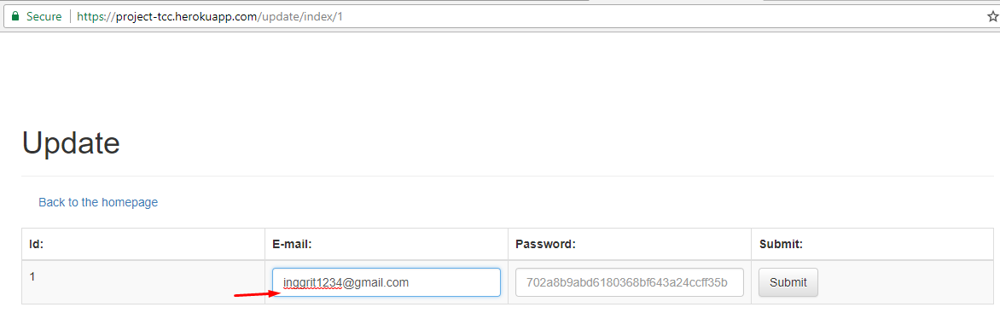 Secure https://project-tcc.herokuapp.com/update/index/1
Update
Back to the homepage
Id: E-mail: Password: Submit:
1 inggrit1234@gmail.com 702a8b9abd6180368bf643a24ccff35b Submit